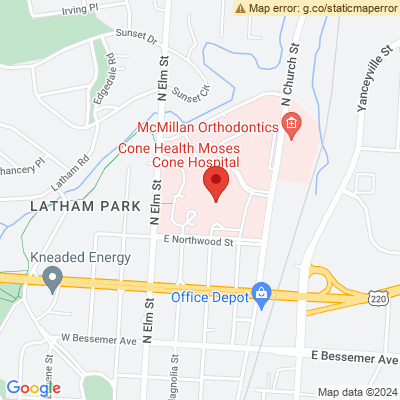 Map error: g.co/staticmaperror
Irving Pl
Sunset Dr
Edgedale Rd
N Elm St
Sunset Ck
N Church St
Yanceyville St
McMillan Orthodontics
Cone Health Moses
Cone Hospital
Chancery Pl
Latham Rd
LATHAM PARK
N Elm St
E Northwood St
Kneaded Energy
220
Office Depot
N Elm St
W Bessemer Ave
E Bessemer Ave
Magnolia St
Google
Map data ©2024